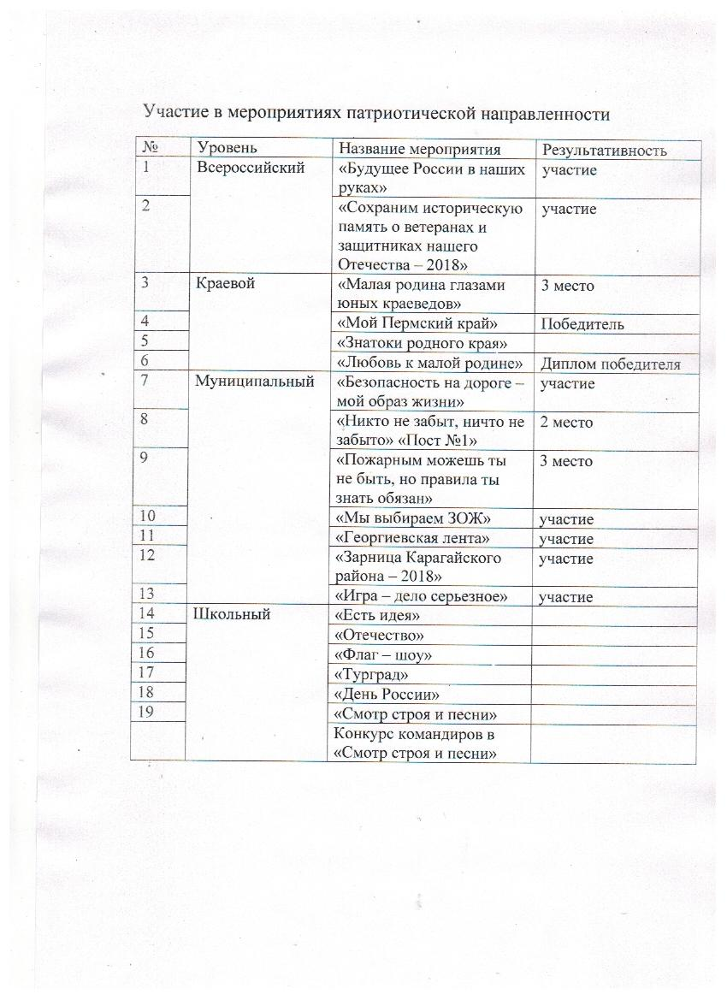 Участие в мероприятиях патриотической направленности
№ Уровень Название мероприятия Результативность
1 Всероссийский «Будущее России в наших участие
руках»
2 «Сохраним историческую участие
память о ветеранах и
защитниках нашего
Отечества – 2018»
3 Краевой «Малая родина глазами 3 место
юных краеведов»
4 «Мой Пермский край» Победитель
5 «Знатоки родного края»
6 «Любовь к малой родине» Диплом победителя
7 Муниципальный «Безопасность на дороге – участие
мой образ жизни»
8 «Никто не забыт, ничто не 2 место
забыто» «Пост №1»
9 «Пожарным можешь ты 3 место
не быть, но правила ты
знать обязан»
10 «Мы выбираем ЗОЖ» участие
11 «Георгиевская лента» участие
12 «Зарница Карагайского участие
района – 2018»
13 «Игра – дело серьезное» участие
14 Школьный «Есть идея»
15 «Отечество»
16 «Флаг – шоу»
17 «Турград»
18 «День России»
19 «Смотр строя и песни»
Конкурс командиров в
«Смотр строя и песни»